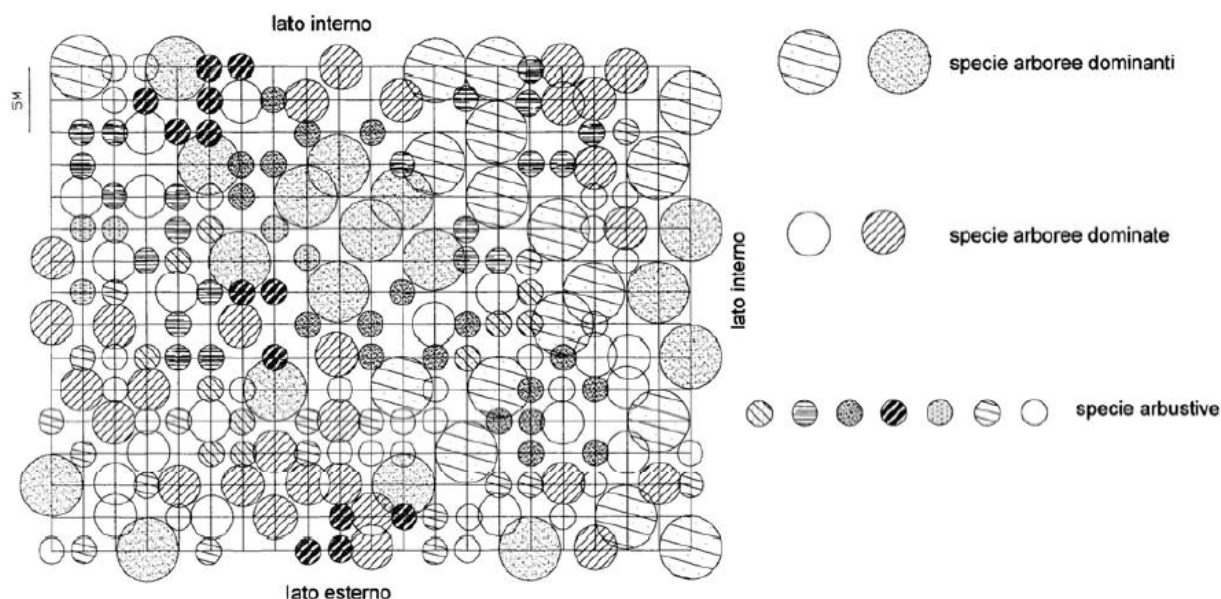 lato interno
5M
specie arboree dominanti
specie arboree dominate
lato interno
specie arbustive
lato esterno